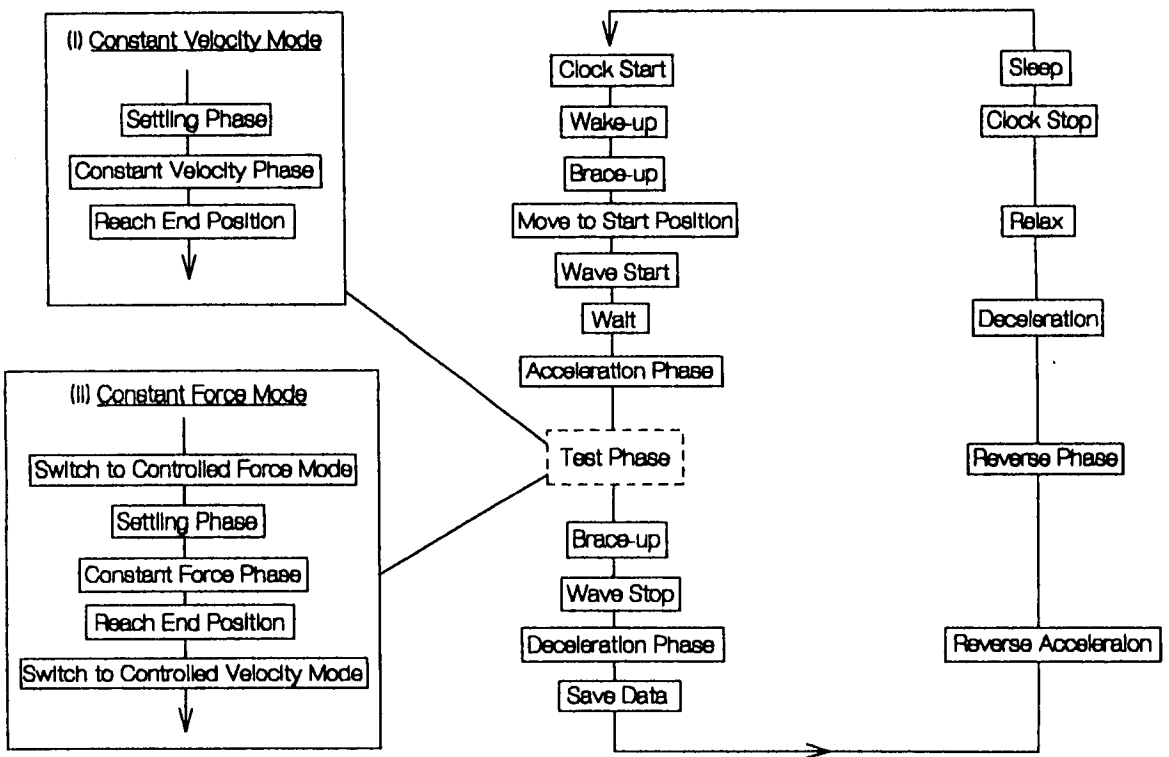 (i) Constant Velocity Mode
Settling Phase
Constant Velocity Phase
Reach End Position
(ii) Constant Force Mode
Switch to Controlled Force Mode
Settling Phase
Constant Force Phase
Reach End Position
Switch to Controlled Velocity Mode
Clock Start
Wake-up
Brace-up
Move to Start Position
Wave Start
Wait
Acceleration Phase
Test Phase
Brace-up
Wave Stop
Deceleration Phase
Save Data
Sleep
Clock Stop
Relax
Deceleration
Reverse Phase
Reverse Acceleraion